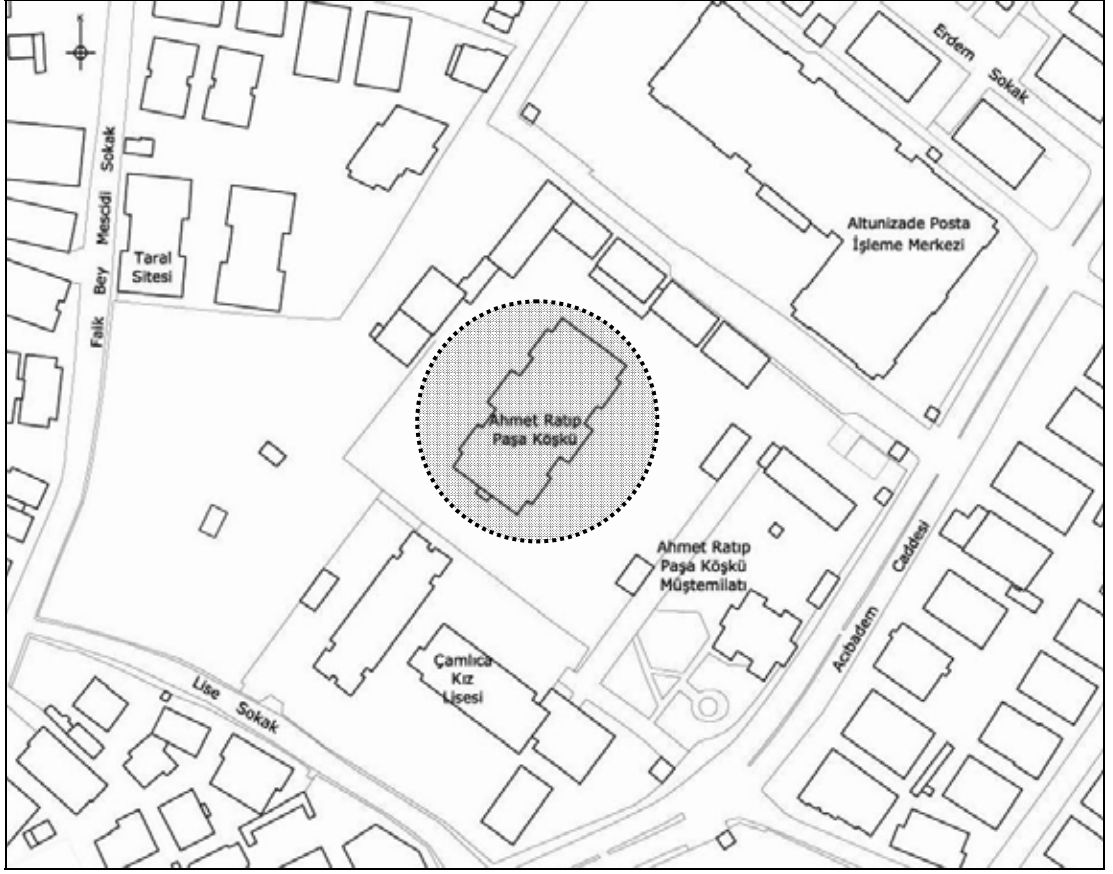 Erdem Sokak
Altunizade Posta
İşleme Merkezi
Faik Bey Mescidi Sokak
Taral
Sitesi
Ahmet Ratıp
Paşa Köşkü
Ahmet Ratıp
Paşa Köşkü
Müştemilatı
Acıbadem Caddesi
Çamlıca
Kız
Lisesi
Lise Sokak